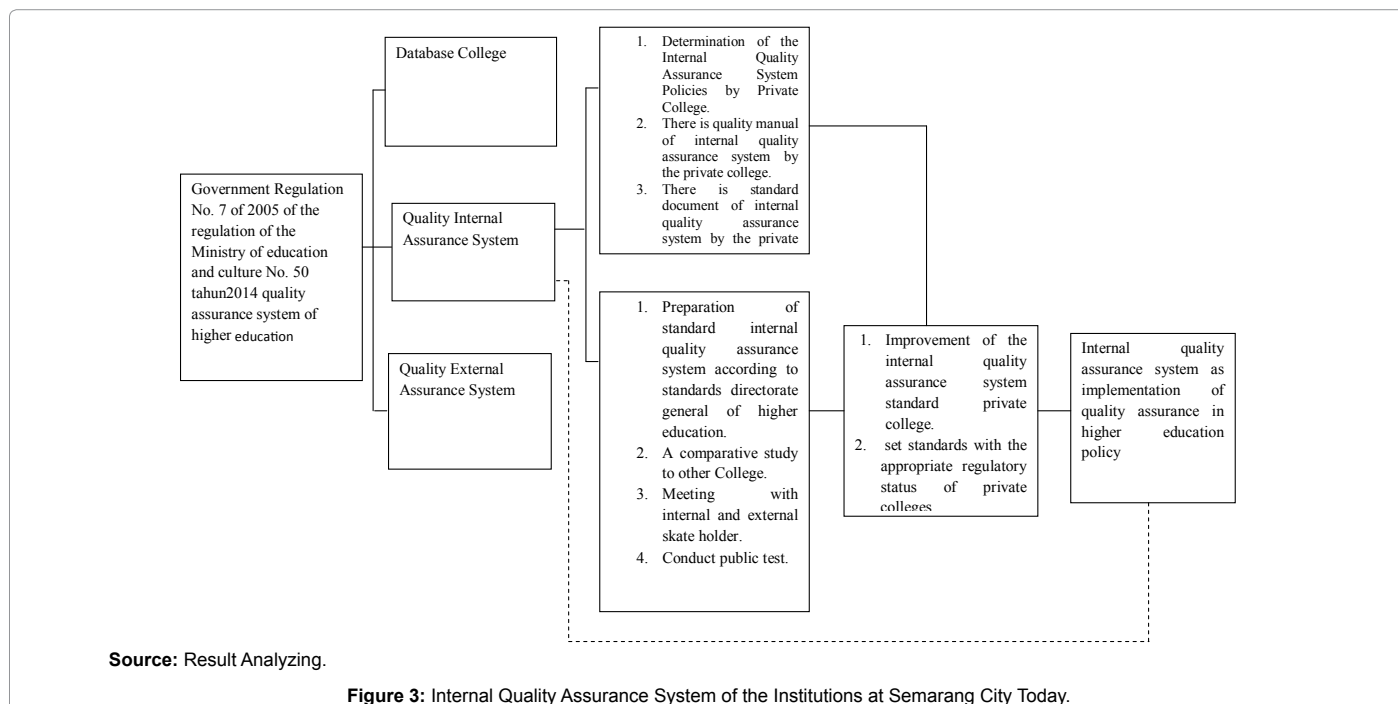 Database College
Government Regulation
No. 7 of 2005 of the
regulation of the
Ministry of education
and culture No. 50
tahun2014 quality
assurance system of
higher education
Quality Internal
Assurance System
Quality External
Assurance System
1. Determination of the
Internal Quality
Assurance System
Policies by Private
College.
2. There is quality manual
of internal quality
assurance system by
the private college.
3. There is standard
document of internal
quality assurance
system by the private
1. Preparation of
standard internal
quality assurance
system according to
standards directorate
general of higher
education.
2. A comparative study
to other College.
3. Meeting with
internal and external
skate holder.
4. Conduct public test.
1. Improvement of the
internal quality
assurance system
standard private
college.
2. set standards with the
appropriate regulatory
status of private
colleges
Internal quality
assurance system as
implementation of
quality assurance in
higher education
policy
Source: Result Analyzing.
Figure 3: Internal Quality Assurance System of the Institutions at Semarang City Today.